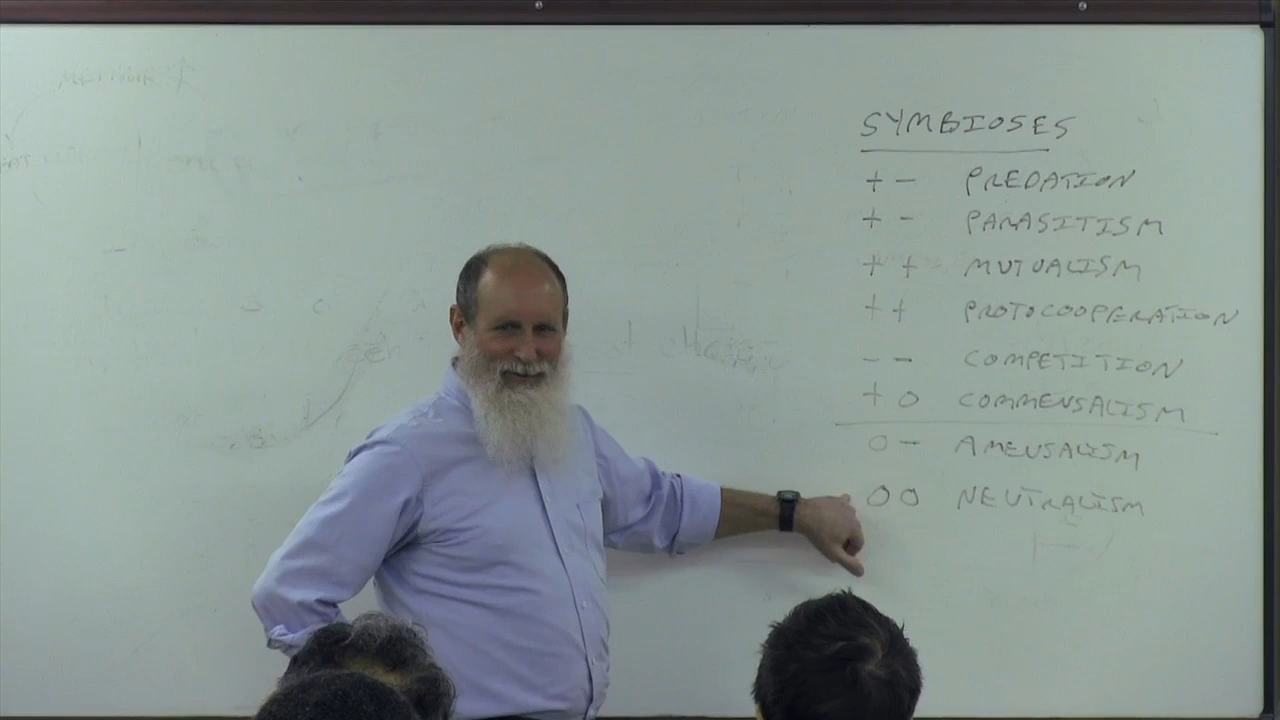 SYMBIOSES
+ - PREDATION
+ - PARASITISM
+ + MUTUALISM
+ + PROTOCOOPERATION
- - COMPETITION
+ 0 COMMENSALISM
0 - AMENSALISM
0 0 NEUTRALISM